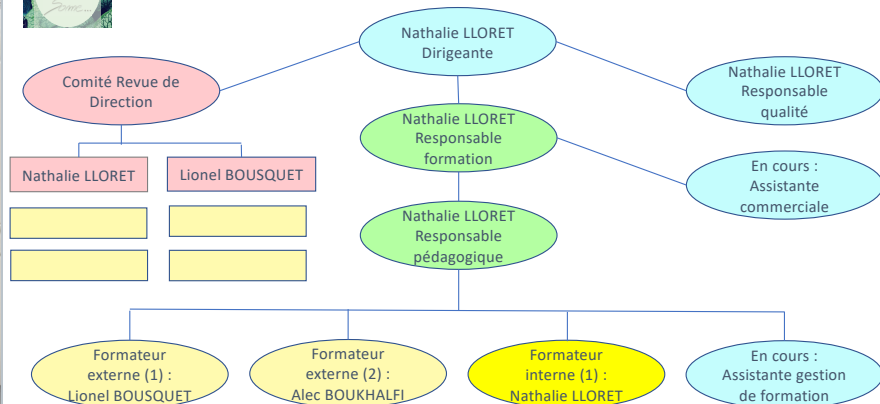 Nathalie LLORET
Dirigeante
Comité Revue de
Direction
Nathalie LLORET
Responsable
qualité
Nathalie LLORET
Responsable
formation
Nathalie LLORET
Lionel BOUSQUET
En cours :
Assistante
commerciale
Nathalie LLORET
Responsable
pédagogique
Formateur
externe (1) :
Lionel BOUSQUET
Formateur
externe (2) :
Alec BOUKHALFI
Formateur
interne (1) :
Nathalie LLORET
En cours :
Assistante gestion
de formation